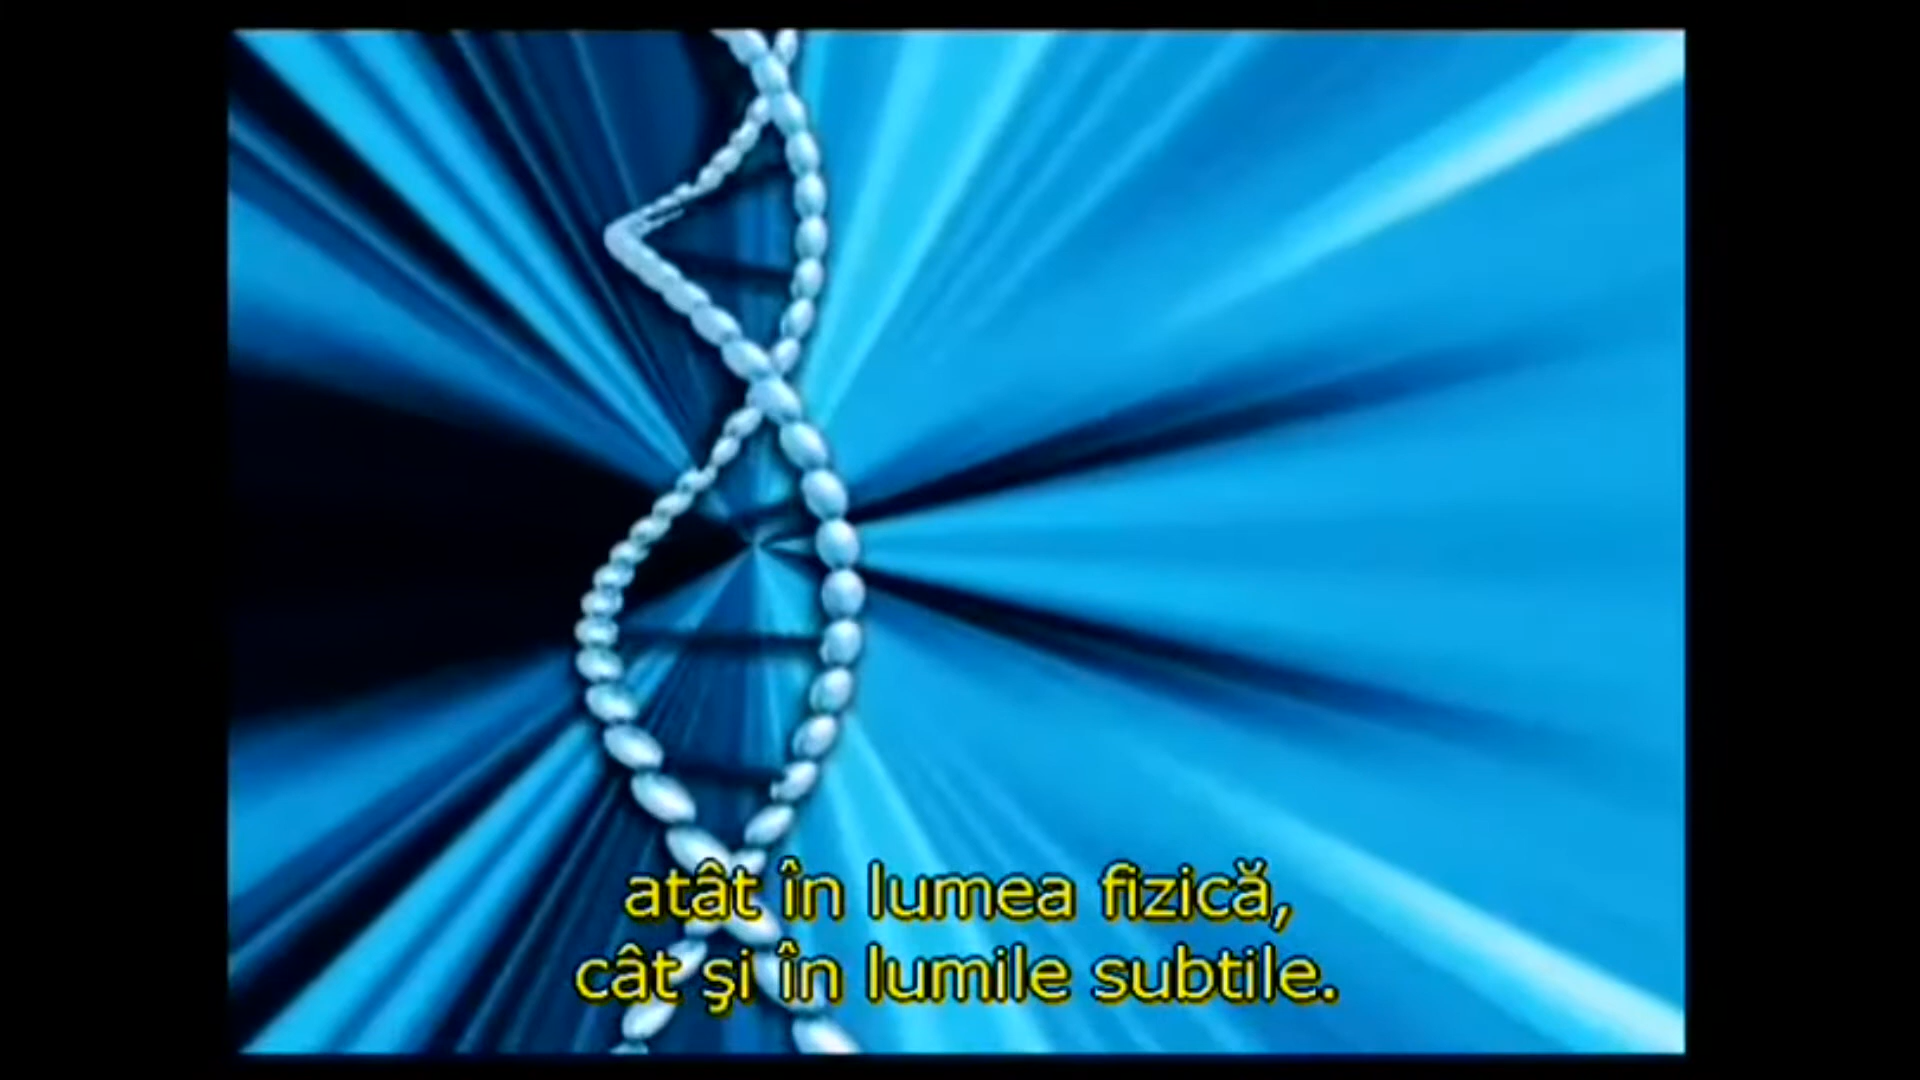 atât în lumea fizică,
cât şi în lumile subtile.